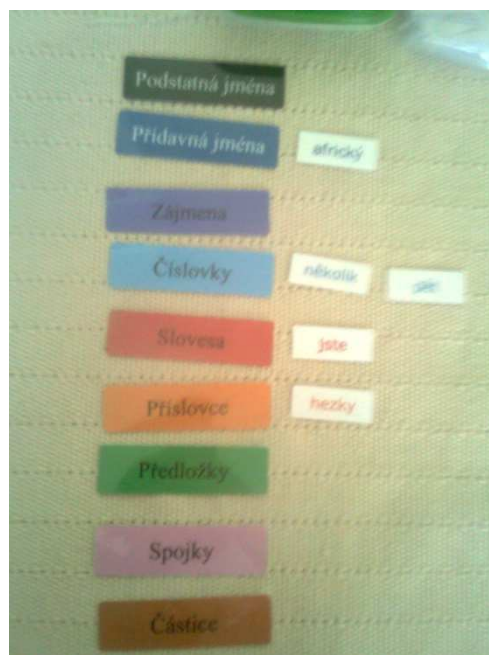 Podstatná jména
Přídavná jména africký
Zájmena
Číslovky několik
Slovesa jste
Příslovce hezky
Předložky
Spojky
Částice